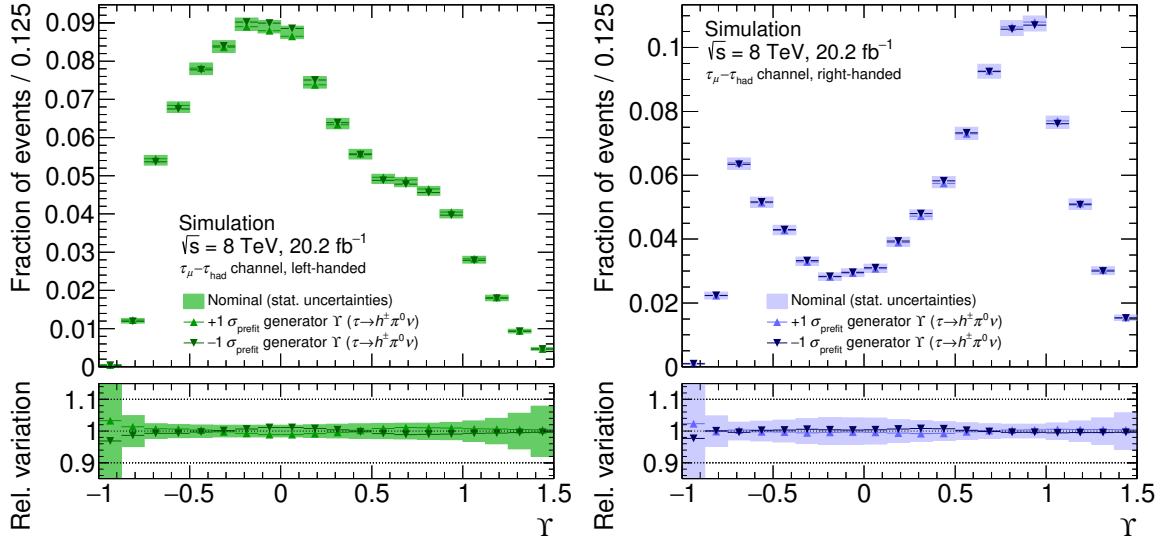 Fraction of events / 0.125
0.09
0.08
0.07
0.06
0.05
0.04
0.03
0.02
0.01
0
Simulation
√s = 8 TeV, 20.2 fb⁻¹
τμ−τhad channel, left-handed
Nominal (stat. uncertainties)
+1 σprefit generator ϒ (τ→h±π⁰ν)
−1 σprefit generator ϒ (τ→h±π⁰ν)
Rel. variation
1.1
1.0
0.9
−1 −0.5 0 0.5 1 1.5
ϒ
Fraction of events / 0.125
0.1
0.08
0.06
0.04
0.02
0
Simulation
√s = 8 TeV, 20.2 fb⁻¹
τμ−τhad channel, right-handed
Nominal (stat. uncertainties)
+1 σprefit generator ϒ (τ→h±π⁰ν)
−1 σprefit generator ϒ (τ→h±π⁰ν)
Rel. variation
1.1
1.0
0.9
−1 −0.5 0 0.5 1 1.5
ϒ